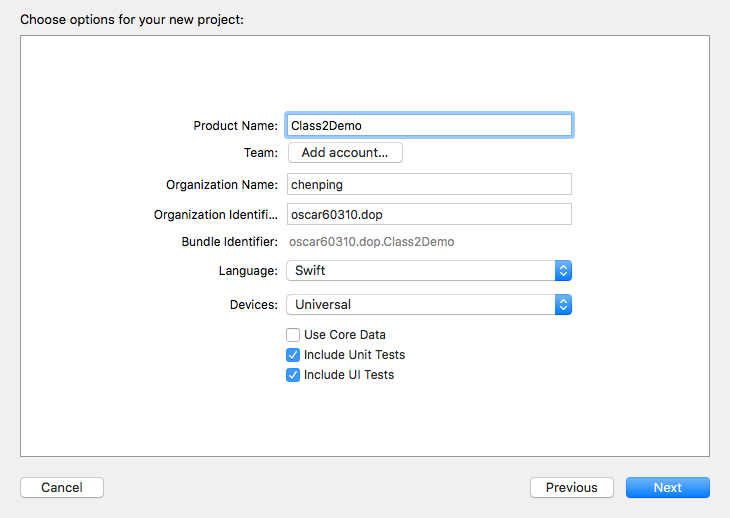 Choose options for your new project:
Product Name: Class2Demo
Team: Add account...
Organization Name: chenping
Organization Identifi... oscar60310.dop
Bundle Identifier: oscar60310.dop.Class2Demo
Language: Swift
Devices: Universal
Use Core Data
Include Unit Tests
Include UI Tests
Cancel Previous Next